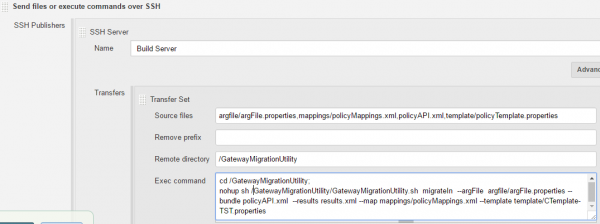 Send files or execute commands over SSH
SSH Publishers
SSH Server
Name
Build Server
Advanc
Transfers
Transfer Set
Source files
argfile/argFile.properties,mappings/policyMappings.xml,policyAPI.xml,template/policyTemplate.properties
Remove prefix
Remote directory
/GatewayMigrationUtility
Exec command
cd /GatewayMigrationUtility;
nohup sh /GatewayMigrationUtility/GatewayMigrationUtility.sh migrateIn --argFile argfile/argFile.properties --
bundle policyAPI.xml --results results.xml --map mappings/policyMappings.xml --template template/CTemplate-
TST.properties